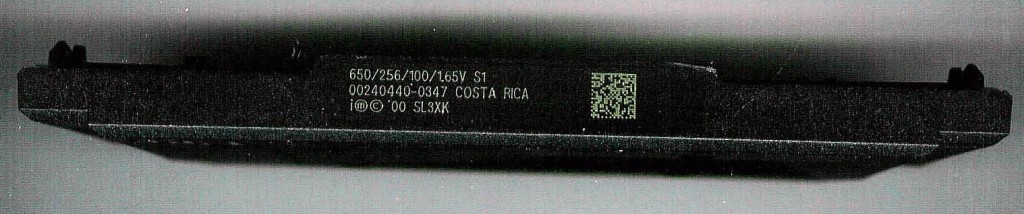 650/256/100/1.65V S1
00240440-0347 COSTA RICA
i ⓜ © '00 SL3XK